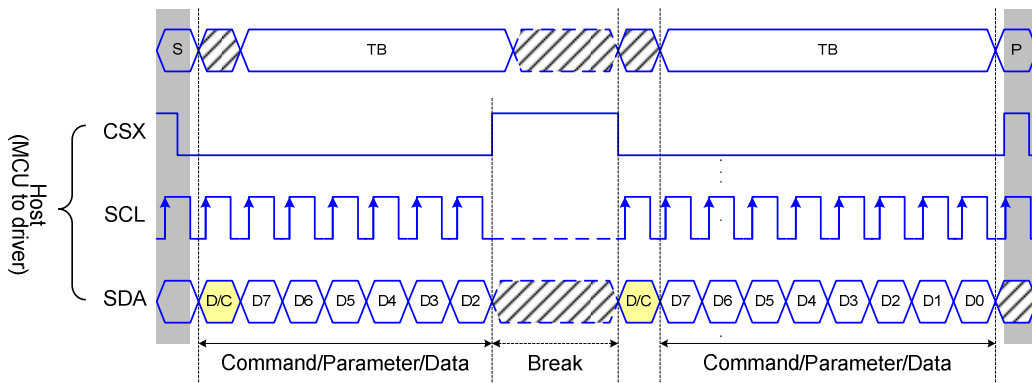 S TB TB P
CSX
SCL
SDA D/C D7 D6 D5 D4 D3 D2 D/C D7 D6 D5 D4 D3 D2 D1 D0
Host
(MCU to driver)
Command/Parameter/Data Break Command/Parameter/Data